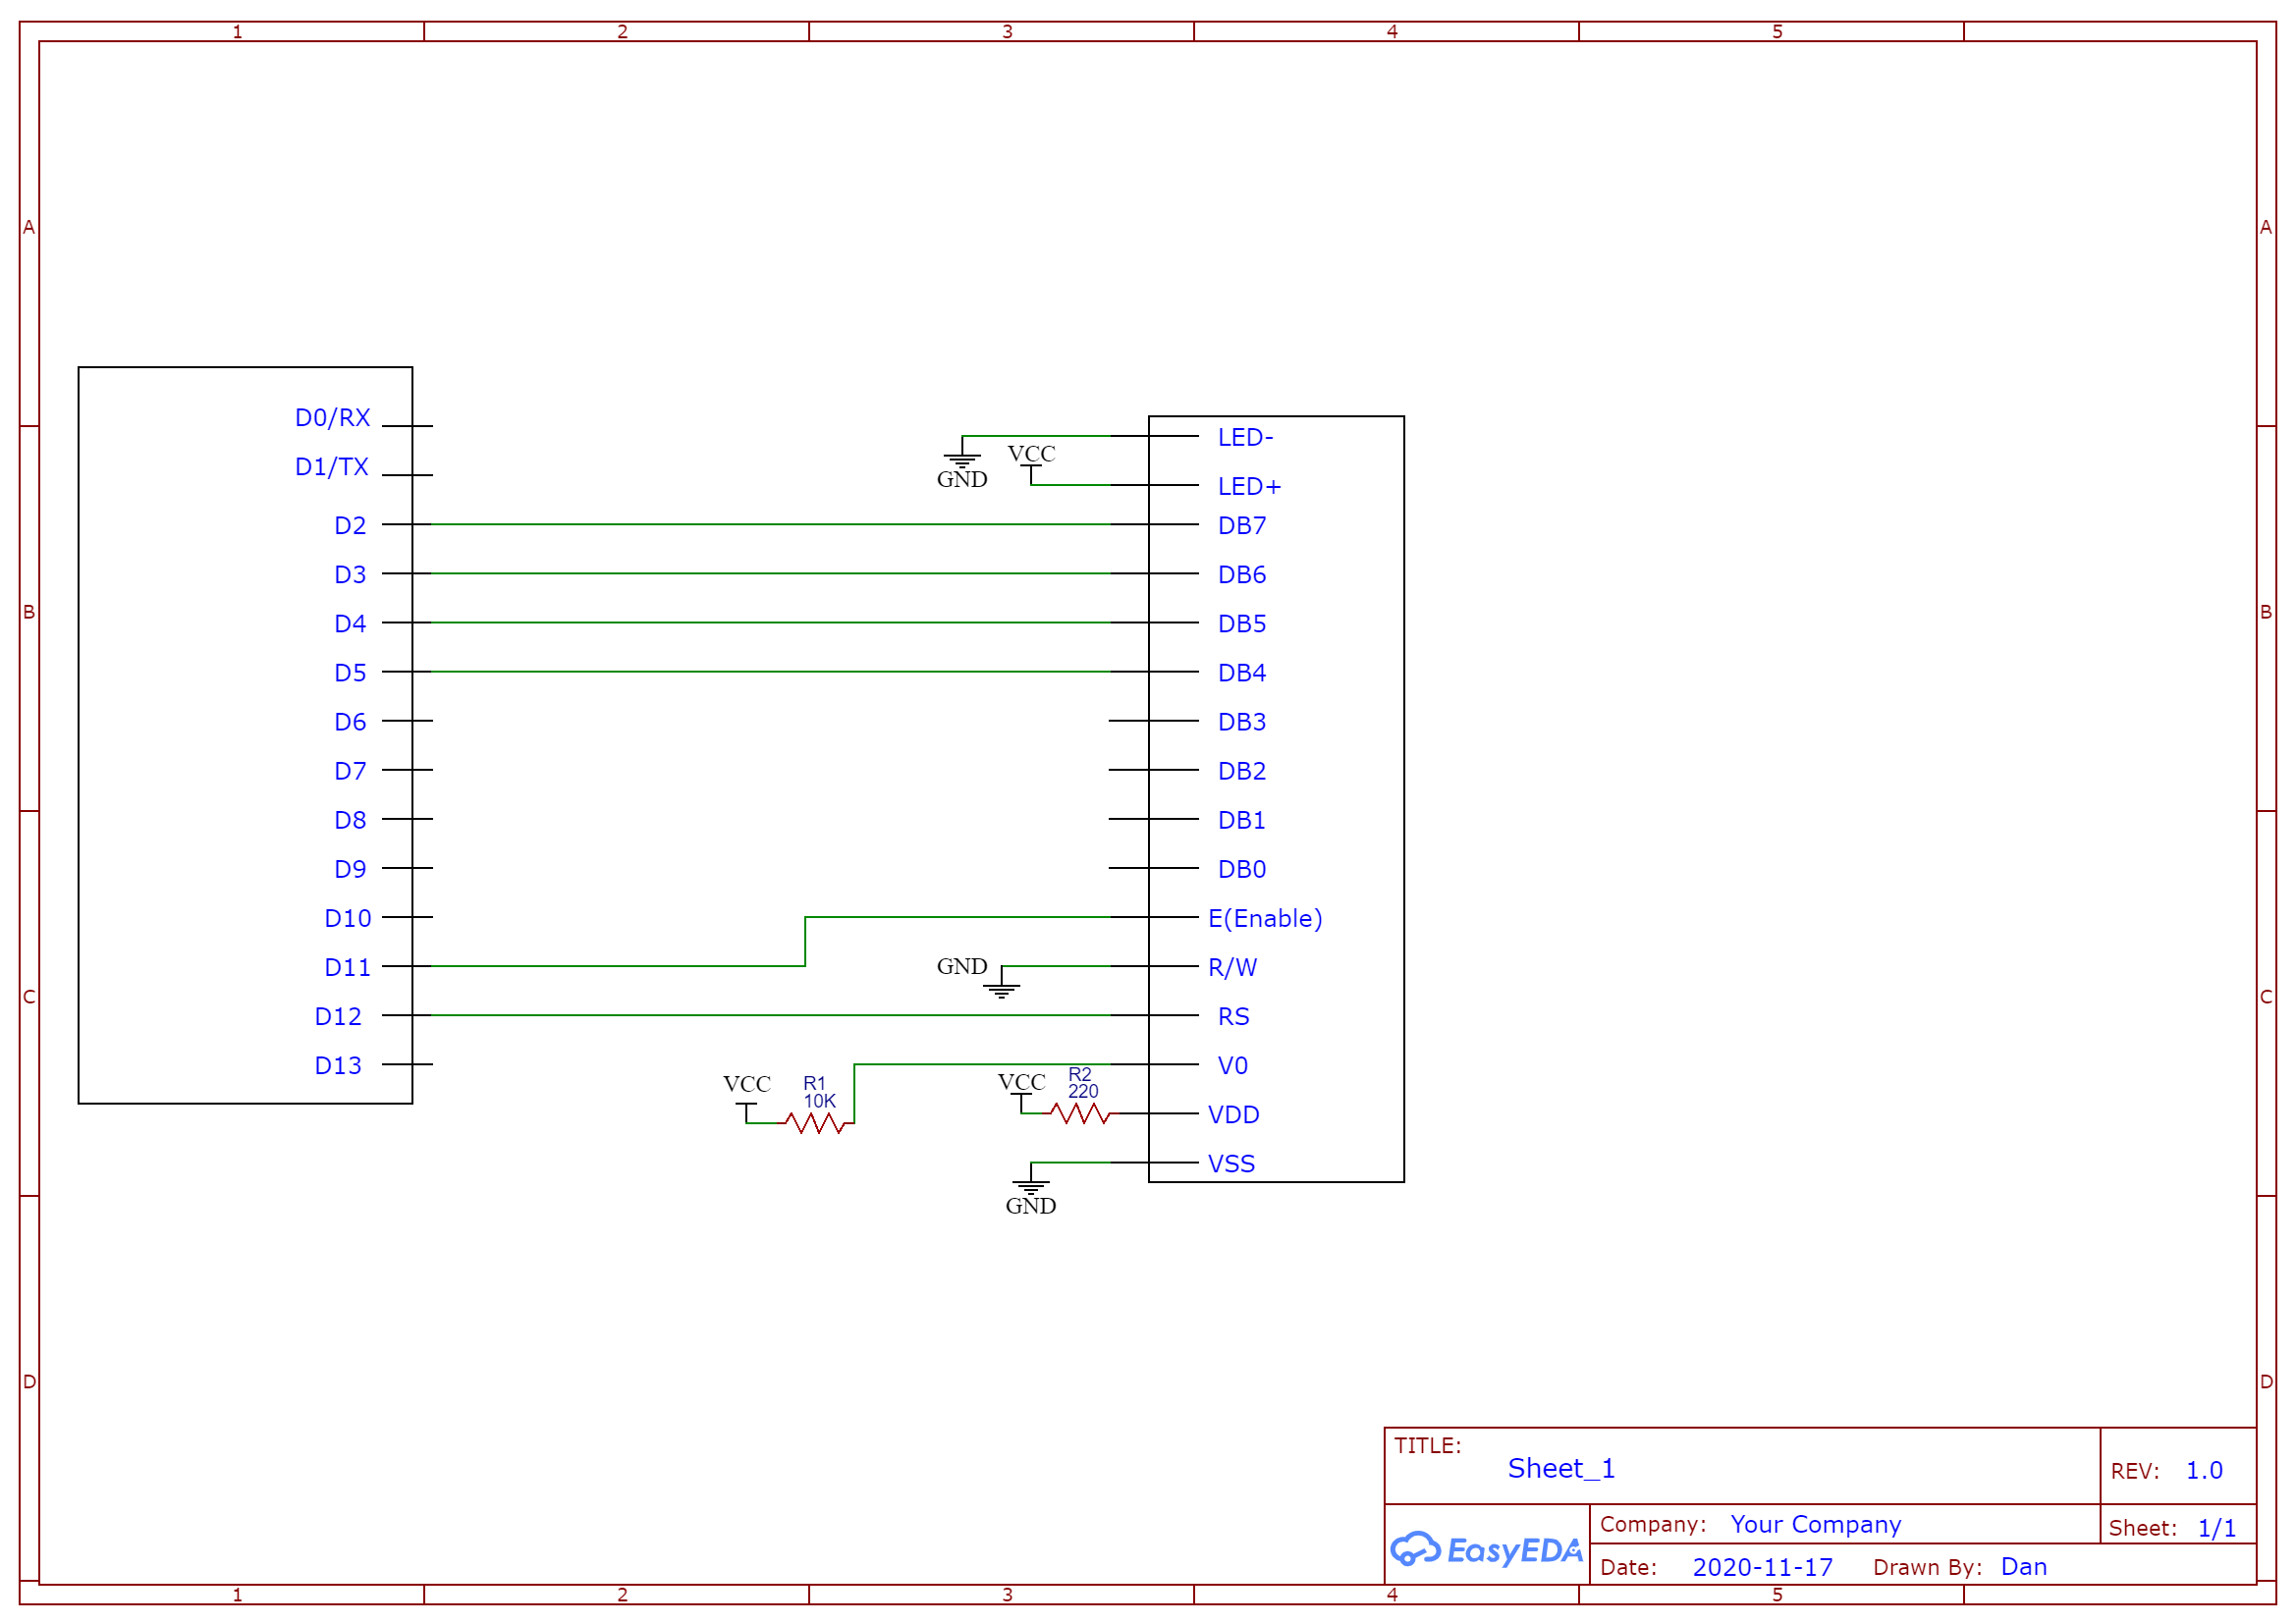 1 2 3 4 5
A A
D0/RX
LED-
VCC
D1/TX
GND
LED+
D2 DB7
D3 DB6
B B
D4 DB5
D5 DB4
D6 DB3
D7 DB2
D8 DB1
D9 DB0
D10 E(Enable)
D11 GND R/W
C C
D12 RS
D13 V0
VCC R1 VCC R2
10K 220
VDD
VSS
GND
D D
TITLE:
Sheet_1
REV: 1.0
EasyEDA
Company: Your Company
Sheet: 1/1
Date: 2020-11-17 Drawn By: Dan
1 2 3 4 5